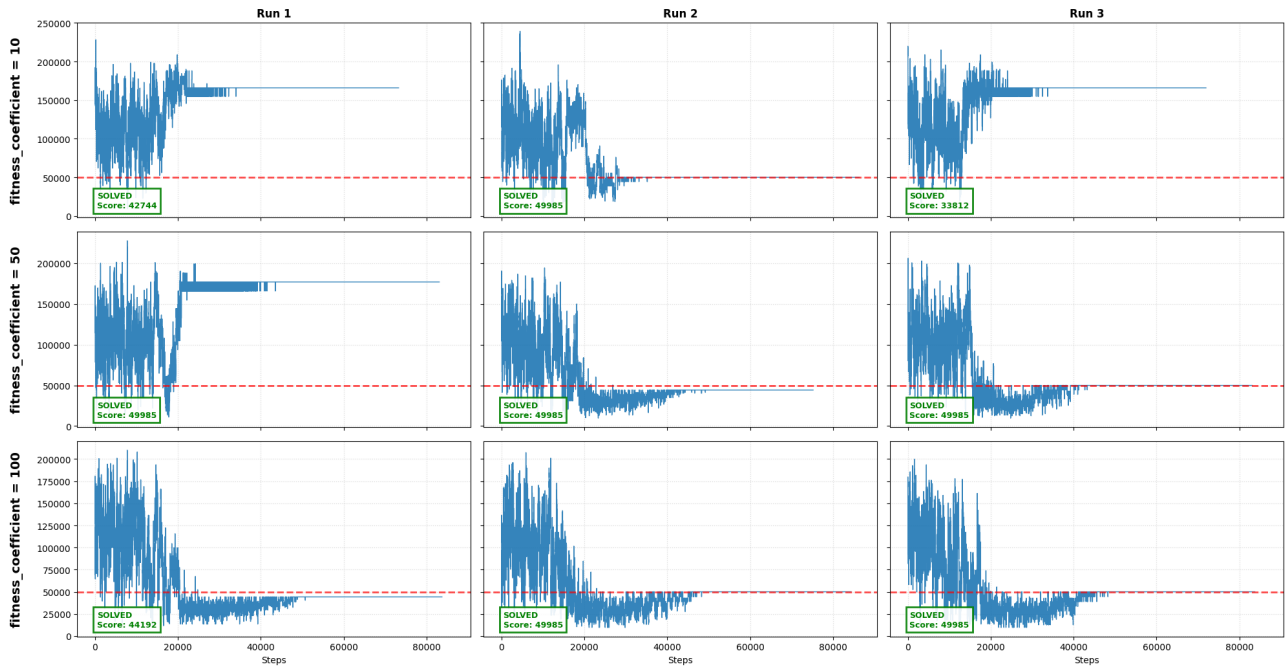 Run 1
Run 2
Run 3
fitness_coefficient = 10
250000
200000
150000
100000
50000
0
SOLVED
Score: 42744
SOLVED
Score: 49985
SOLVED
Score: 33812
fitness_coefficient = 50
200000
150000
100000
50000
0
SOLVED
Score: 49985
SOLVED
Score: 49985
SOLVED
Score: 49985
fitness_coefficient = 100
200000
175000
150000
125000
100000
75000
50000
25000
0
SOLVED
Score: 44192
SOLVED
Score: 49985
SOLVED
Score: 49985
0 20000 40000 60000 80000
0 20000 40000 60000 80000
0 20000 40000 60000 80000
Steps
Steps
Steps